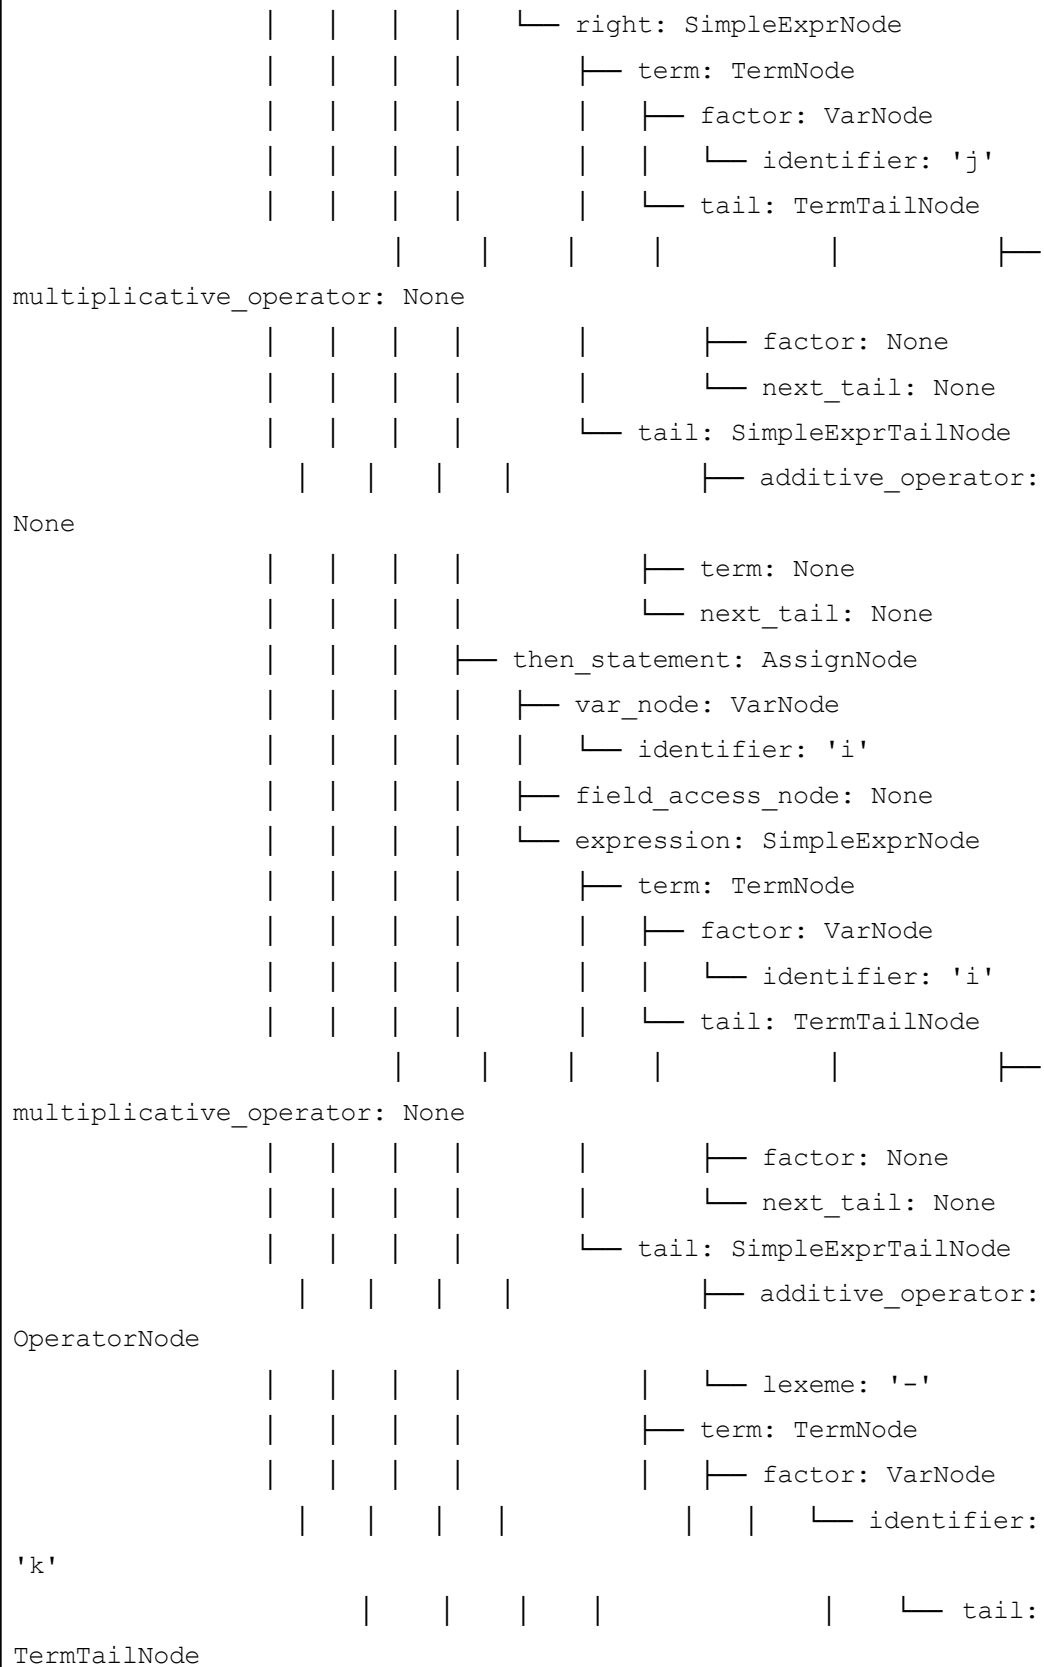 │   │   │   │   └── right: SimpleExprNode
│   │   │   │       ├── term: TermNode
│   │   │   │       │   ├── factor: VarNode
│   │   │   │       │   │   └── identifier: 'j'
│   │   │   │       │   └── tail: TermTailNode
│   │   │   │       │       ├──
multiplicative_operator: None
│   │   │   │       │       ├── factor: None
│   │   │   │       │       └── next_tail: None
│   │   │   │       └── tail: SimpleExprTailNode
│   │   │   │           ├── additive_operator:
None
│   │   │   │           ├── term: None
│   │   │   │           └── next_tail: None
│   │   │   ├── then_statement: AssignNode
│   │   │   │   ├── var_node: VarNode
│   │   │   │   │   └── identifier: 'i'
│   │   │   │   ├── field_access_node: None
│   │   │   │   └── expression: SimpleExprNode
│   │   │   │       ├── term: TermNode
│   │   │   │       │   ├── factor: VarNode
│   │   │   │       │   │   └── identifier: 'i'
│   │   │   │       │   └── tail: TermTailNode
│   │   │   │       │       ├──
multiplicative_operator: None
│   │   │   │       │       ├── factor: None
│   │   │   │       │       └── next_tail: None
│   │   │   │       └── tail: SimpleExprTailNode
│   │   │   │           ├── additive_operator:
OperatorNode
│   │   │   │           │   └── lexeme: '-'
│   │   │   │           ├── term: TermNode
│   │   │   │           │   ├── factor: VarNode
│   │   │   │           │   │   └── identifier:
'k'
│   │   │   │           │   └── tail:
TermTailNode